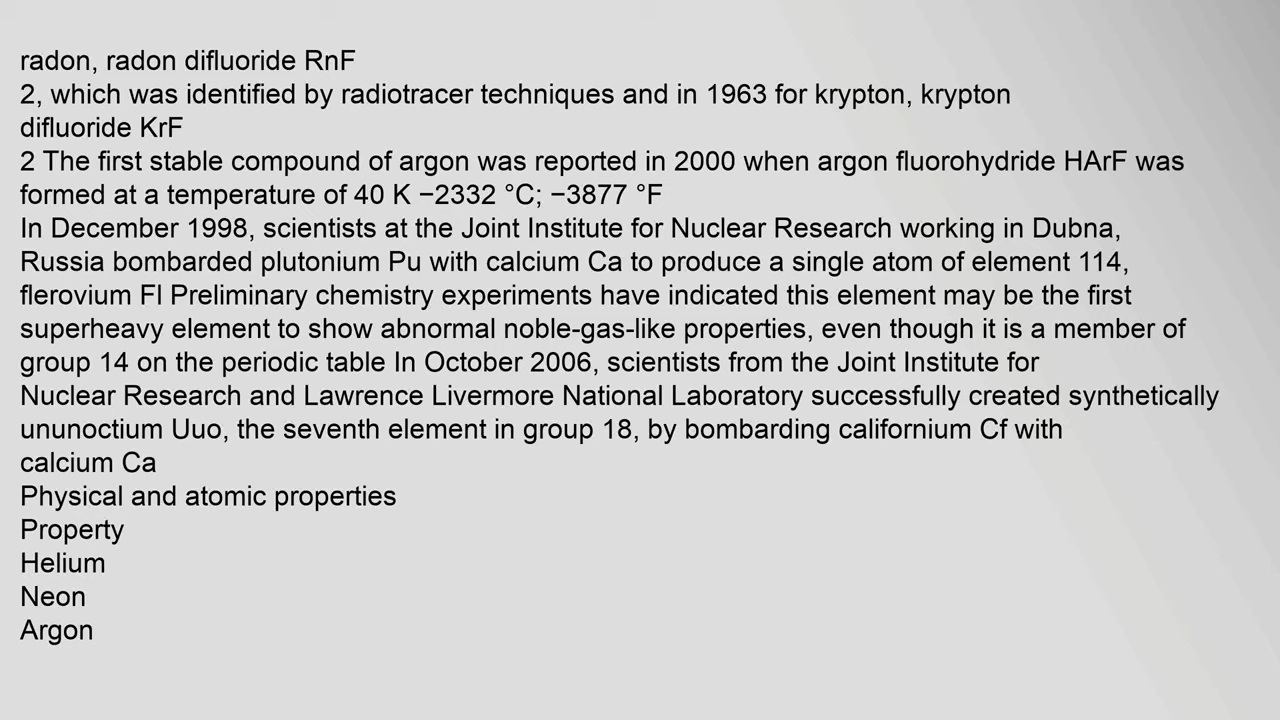 radon, radon difluoride RnF
2, which was identified by radiotracer techniques and in 1963 for krypton, krypton
difluoride KrF
2 The first stable compound of argon was reported in 2000 when argon fluorohydride HArF was
formed at a temperature of 40 K −2332 °C; −3877 °F
In December 1998, scientists at the Joint Institute for Nuclear Research working in Dubna,
Russia bombarded plutonium Pu with calcium Ca to produce a single atom of element 114,
flerovium Fl Preliminary chemistry experiments have indicated this element may be the first
superheavy element to show abnormal noble-gas-like properties, even though it is a member of
group 14 on the periodic table In October 2006, scientists from the Joint Institute for
Nuclear Research and Lawrence Livermore National Laboratory successfully created synthetically
ununoctium Uuo, the seventh element in group 18, by bombarding californium Cf with
calcium Ca
Physical and atomic properties
Property
Helium
Neon
Argon